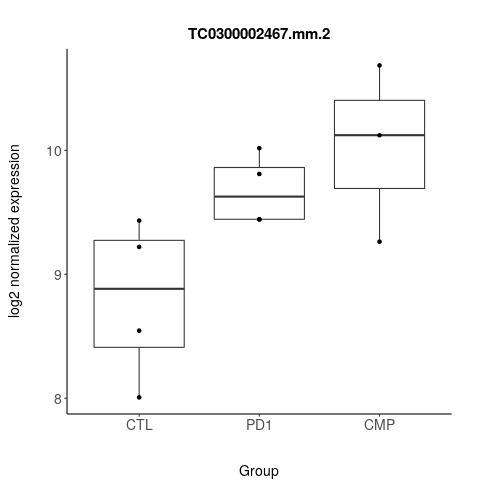 TC0300002467.mm.2
log2 normalized expression
10
9
8
CTL PD1 CMP
Group